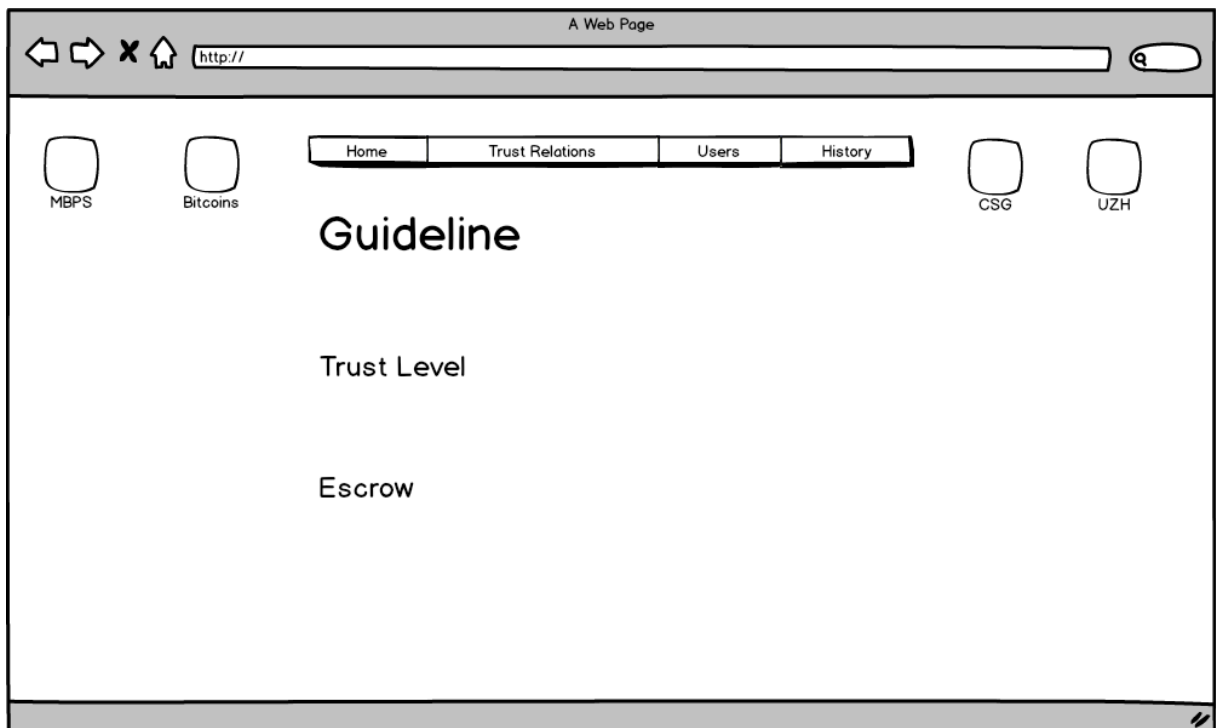 A Web Page
http://
Home Trust Relations Users History
MBPS Bitcoins CSG UZH
Guideline
Trust Level
Escrow